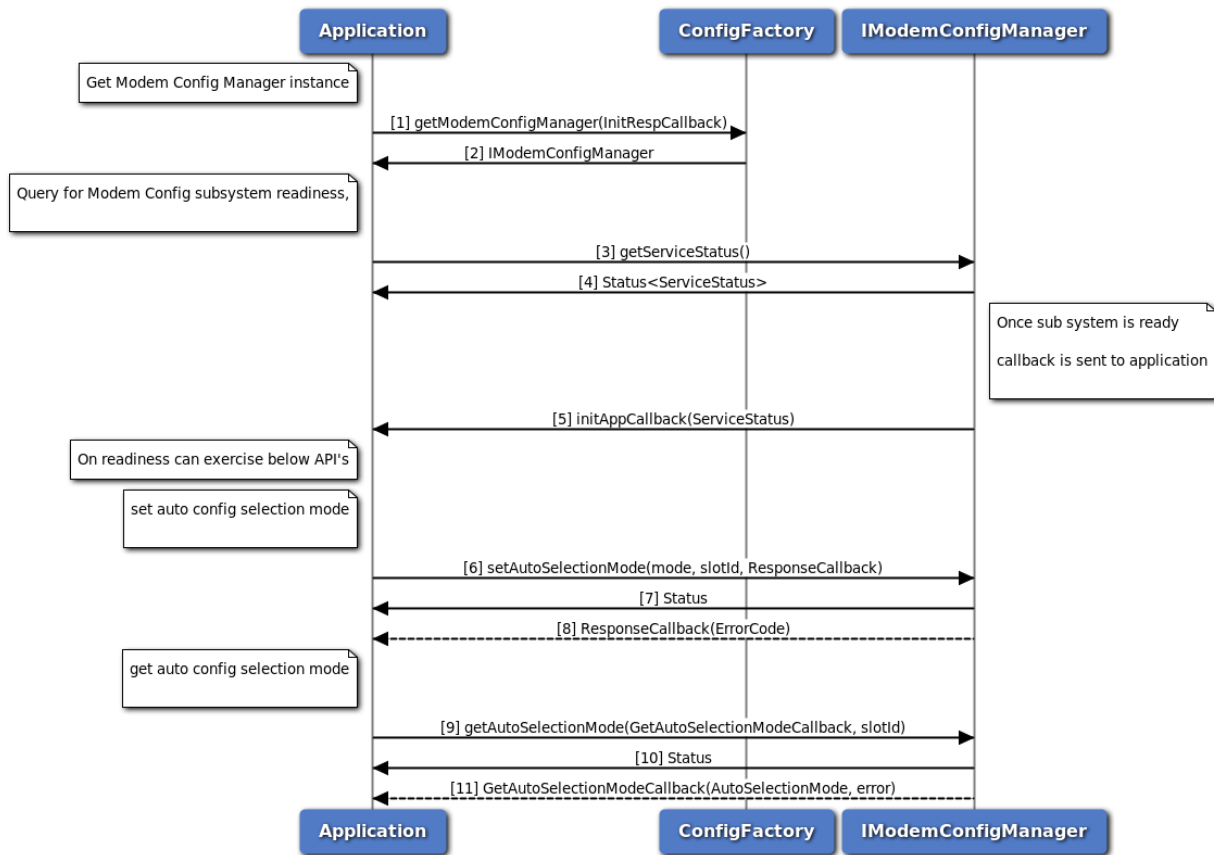 Application
ConfigFactory
IModemConfigManager
Get Modem Config Manager instance
[1] getModemConfigManager(InitRespCallback)
[2] IModemConfigManager
Query for Modem Config subsystem readiness,
[3] getServiceStatus()
[4] Status<ServiceStatus>
Once sub system is ready
callback is sent to application
[5] initAppCallback(ServiceStatus)
On readiness can exercise below API's
set auto config selection mode
[6] setAutoSelectionMode(mode, slotId, ResponseCallback)
[7] Status
[8] ResponseCallback(ErrorCode)
get auto config selection mode
[9] getAutoSelectionMode(GetAutoSelectionModeCallback, slotId)
[10] Status
[11] GetAutoSelectionModeCallback(AutoSelectionMode, error)
Application
ConfigFactory
IModemConfigManager